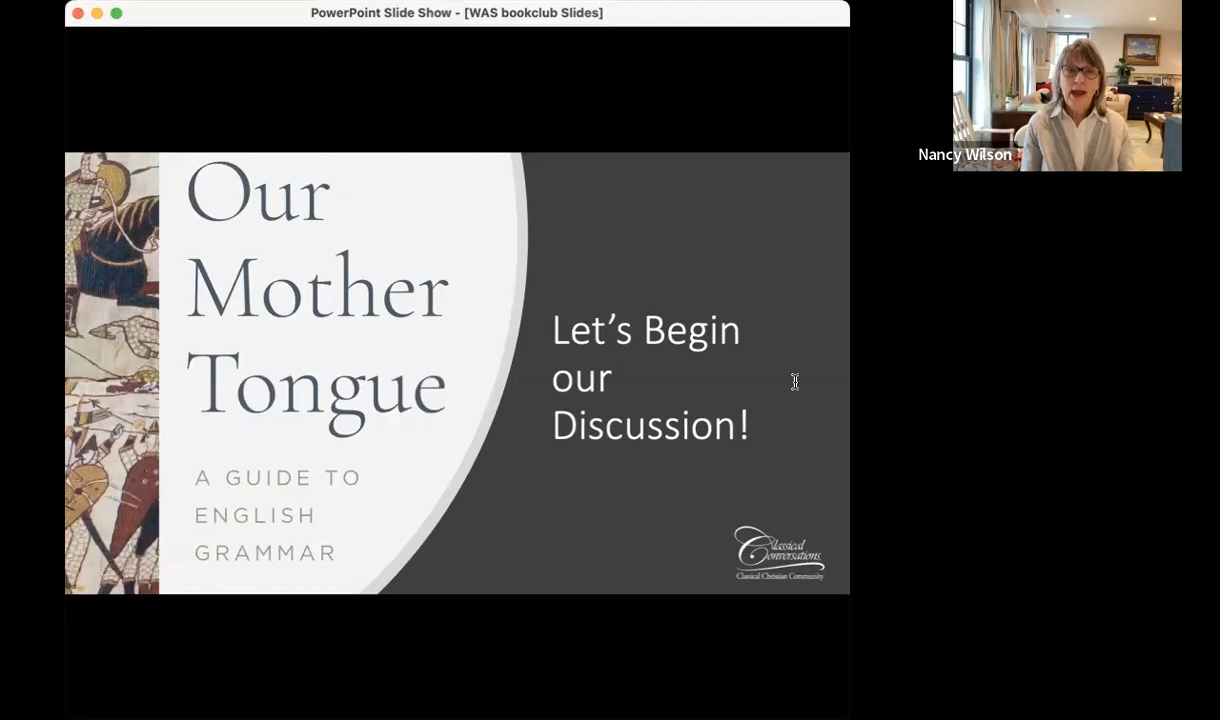 PowerPoint Slide Show - [WAS bookclub Slides]
Nancy Wilson
Our
Mother
Tongue
A GUIDE TO
ENGLISH
GRAMMAR
Let’s Begin
our
Discussion!
Classical
Conversations.
Classical Christian Community